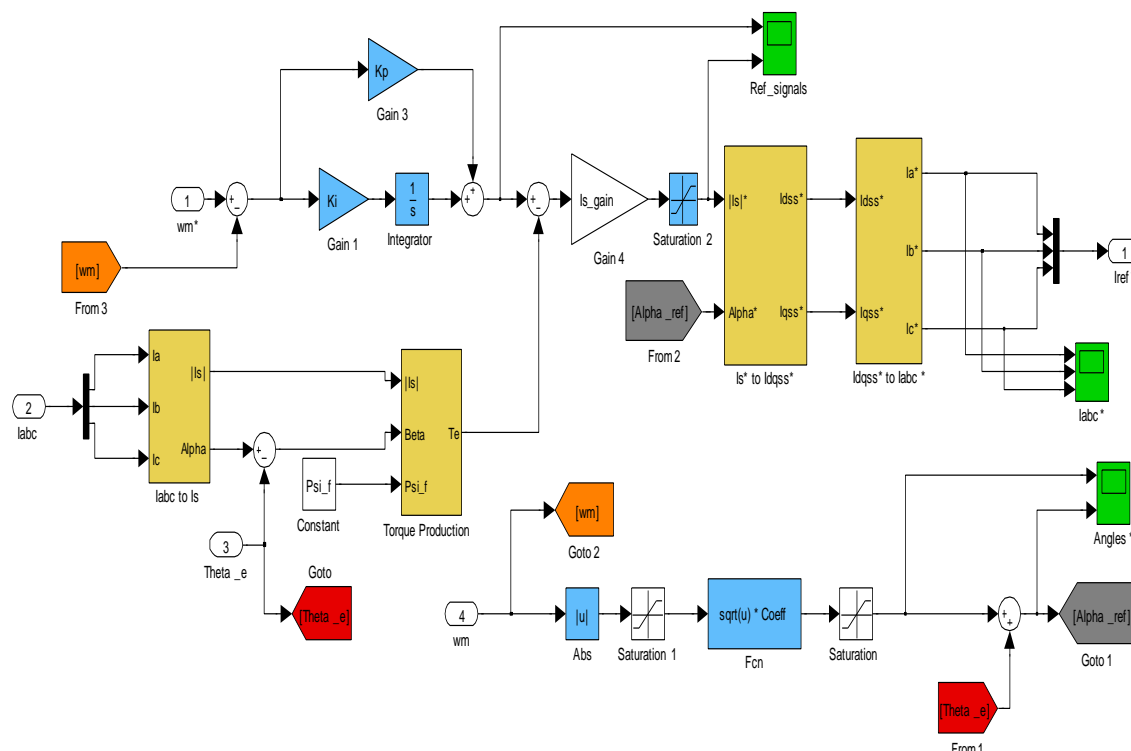 Ref_signals
Kp
Gain 3
1
wm*
+
-
Ki
Gain 1
1
s
Integrator
+
+
+
-
Is_gain
Gain 4
Saturation 2
|Is|*
Idss*
Alpha*
Iqss*
Is* to Idqss*
Idss*
Ia*
Ib*
Iqss*
Ic*
Idqss* to Iabc *
1
Iref
Iabc *
[wm]
From 3
[Alpha _ref]
From 2
2
Iabc
Ia
|Is|
Ib
Alpha
Ic
Iabc to Is
+
-
|Is|
Beta
Te
Psi_f
Torque Production
Psi_f
Constant
3
Theta _e
Goto
[Theta _e]
[wm]
Goto 2
4
wm
|u|
Abs
Saturation 1
sqrt(u) * Coeff
Fcn
Saturation
+
+
Angles *
[Alpha _ref]
Goto 1
[Theta _e]
From 1